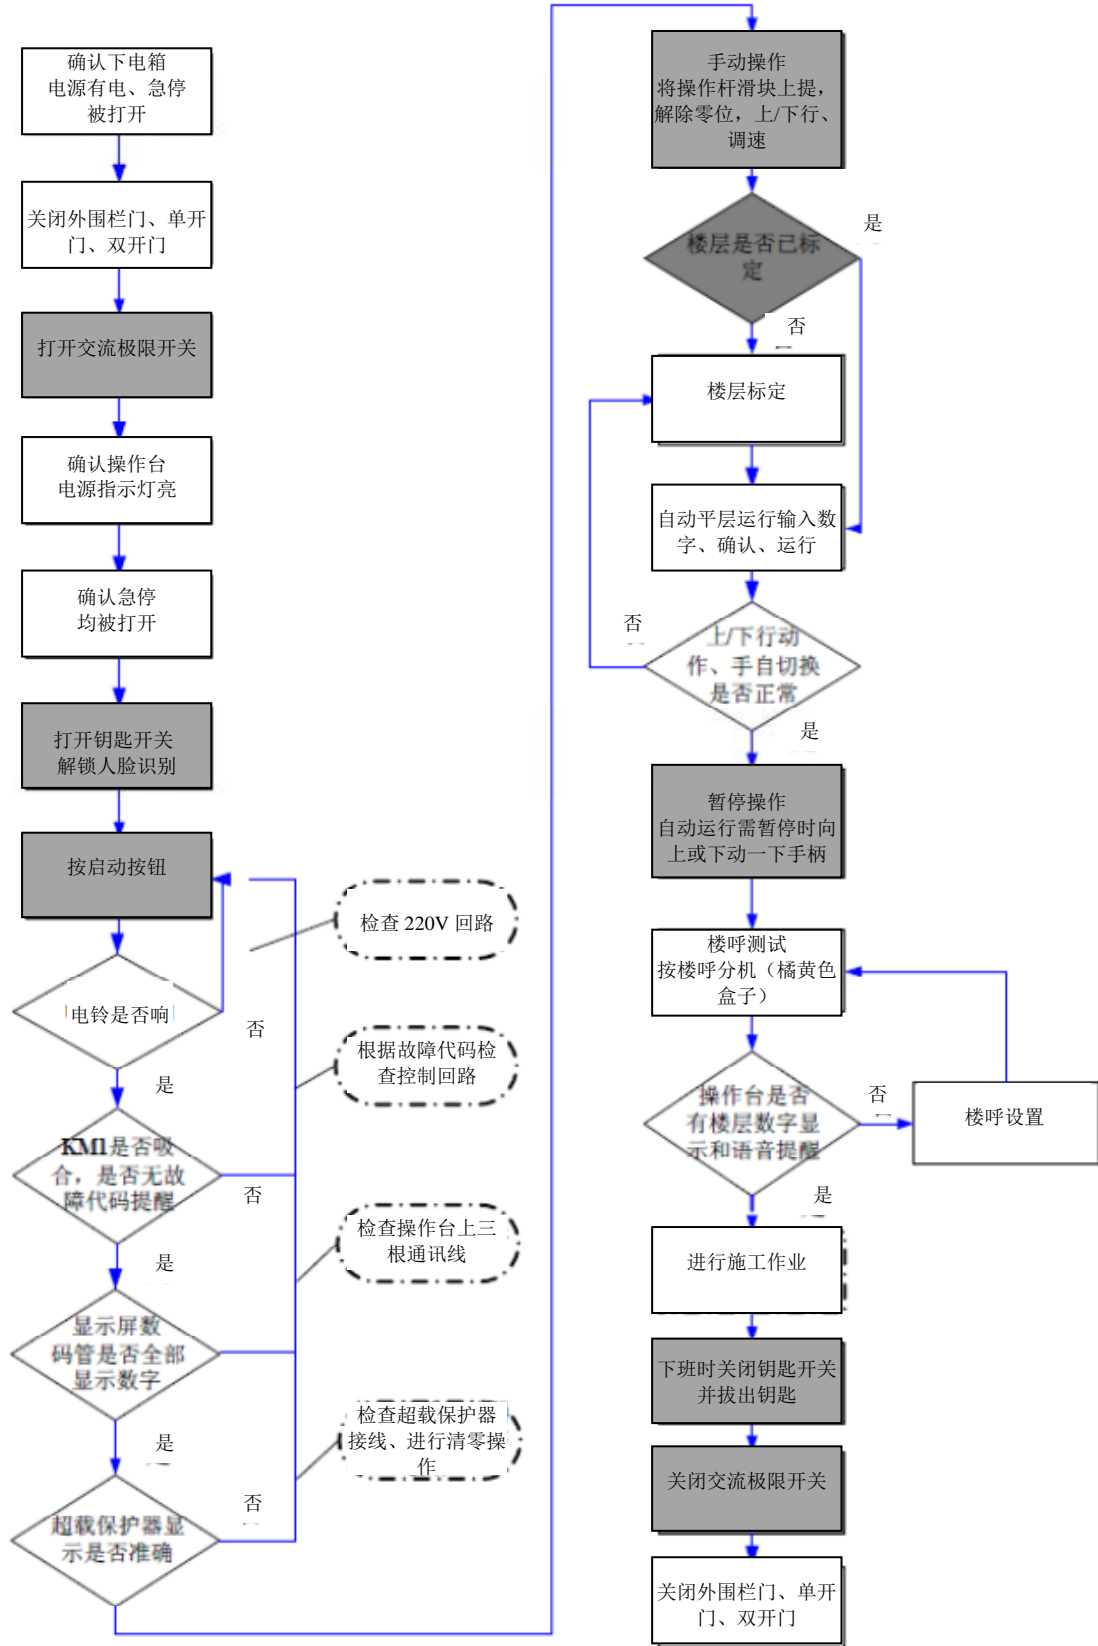 确认下电箱
电源有电、急停
被打开
关闭外围栏门、单开
门、双开门
打开交流极限开关
确认操作台
电源指示灯亮
确认急停
均被打开
打开钥匙开关
解锁人脸识别
按启动按钮
检查 220V 回路
电铃是否响
否
是
根据故障代码检
查控制回路
KM1是否吸
合，是否无故
障代码提醒
否
是
检查操作台上三
根通讯线
显示屏数
码管是否全部
显示数字
是
检查超载保护器
接线、进行清零操
作
否
超载保护器显
示是否准确
手动操作
将操作杆滑块上提，
解除零位，上/下行、
调速
楼层是否已标
定
是
否
楼层标定
自动平层运行输入数
字、确认、运行
否
上/下行动
作、手自切换
是否正常
是
暂停操作
自动运行需暂停时向
上或下动一下手柄
楼呼测试
按楼呼分机（橘黄色
盒子）
操作台是否
有楼层数字显
示和语音提醒
否
楼呼设置
是
进行施工作业
下班时关闭钥匙开关
并拔出钥匙
关闭交流极限开关
关闭外围栏门、单开
门、双开门